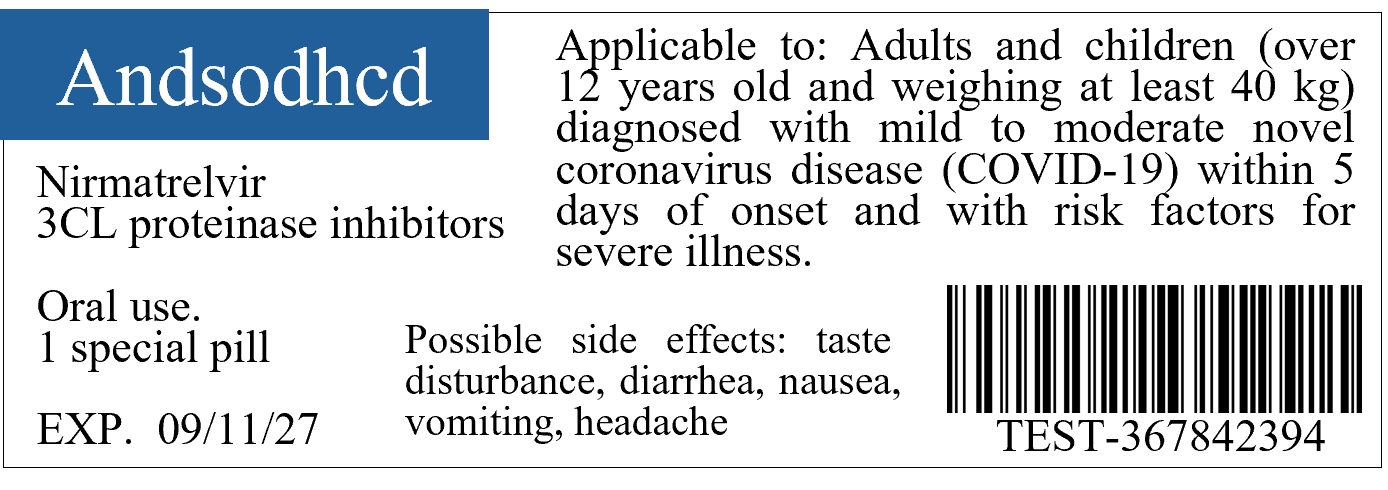 Andsodhcd
Nirmatrelvir
3CL proteinase inhibitors
Oral use.
1 special pill
EXP.  09/11/27
Applicable to: Adults and children (over
12 years old and weighing at least 40 kg)
diagnosed with mild to moderate novel
coronavirus disease (COVID-19) within 5
days of onset and with risk factors for
severe illness.
Possible side effects: taste
disturbance, diarrhea, nausea,
vomiting, headache
TEST-367842394